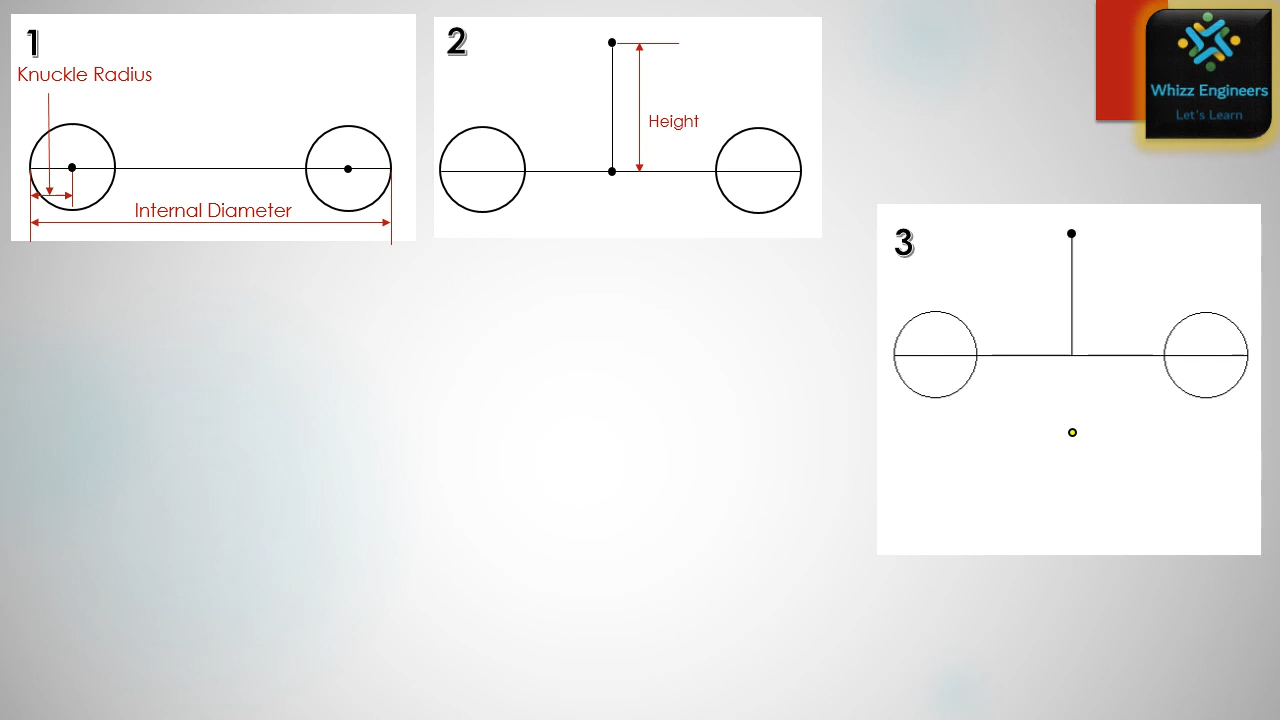 1
Knuckle Radius
Internal Diameter
2
Height
Whizz Engineers
Let's Learn
3